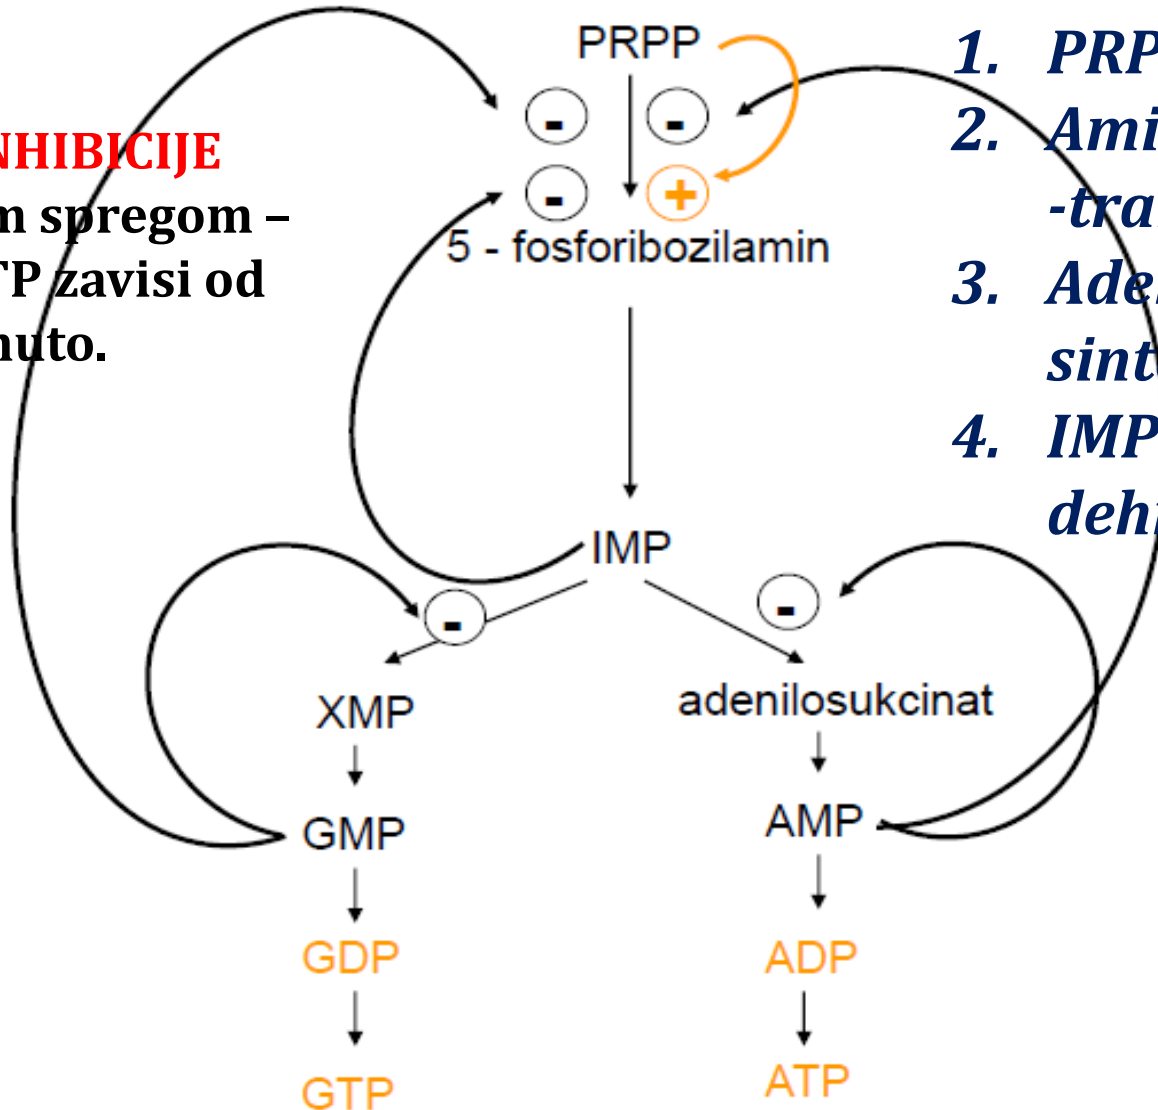 PRPP
- -
- +
5 - fosforibozilamin
NHIBICIJE
m spregom –
TP zavisi od
nuto.
1. PRP
2. Ami
-tra
3. Ade
sint
4. IMP
deh
IMP
- -
XMP
adenilosukcinat
GMP
AMP
GDP
ADP
GTP
ATP